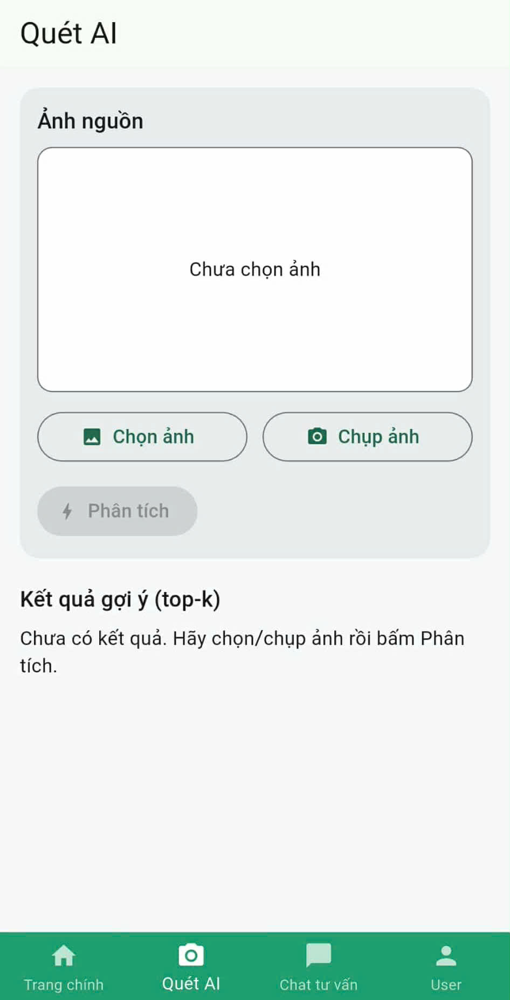 Quét AI
Ảnh nguồn
Chưa chọn ảnh
Chọn ảnh
Chụp ảnh
Phân tích
Kết quả gợi ý (top-k)
Chưa có kết quả. Hãy chọn/chụp ảnh rồi bấm Phân
tích.
Trang chính
Quét AI
Chat tư vấn
User